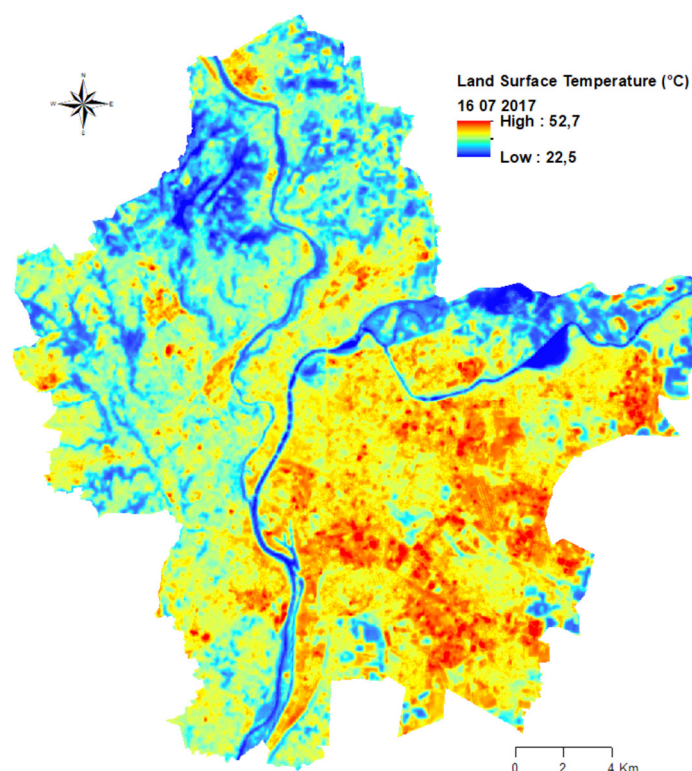 N
W E
S
Land Surface Temperature (°C)
16 07 2017
High : 52,7
Low : 22,5
0 2 4 Km